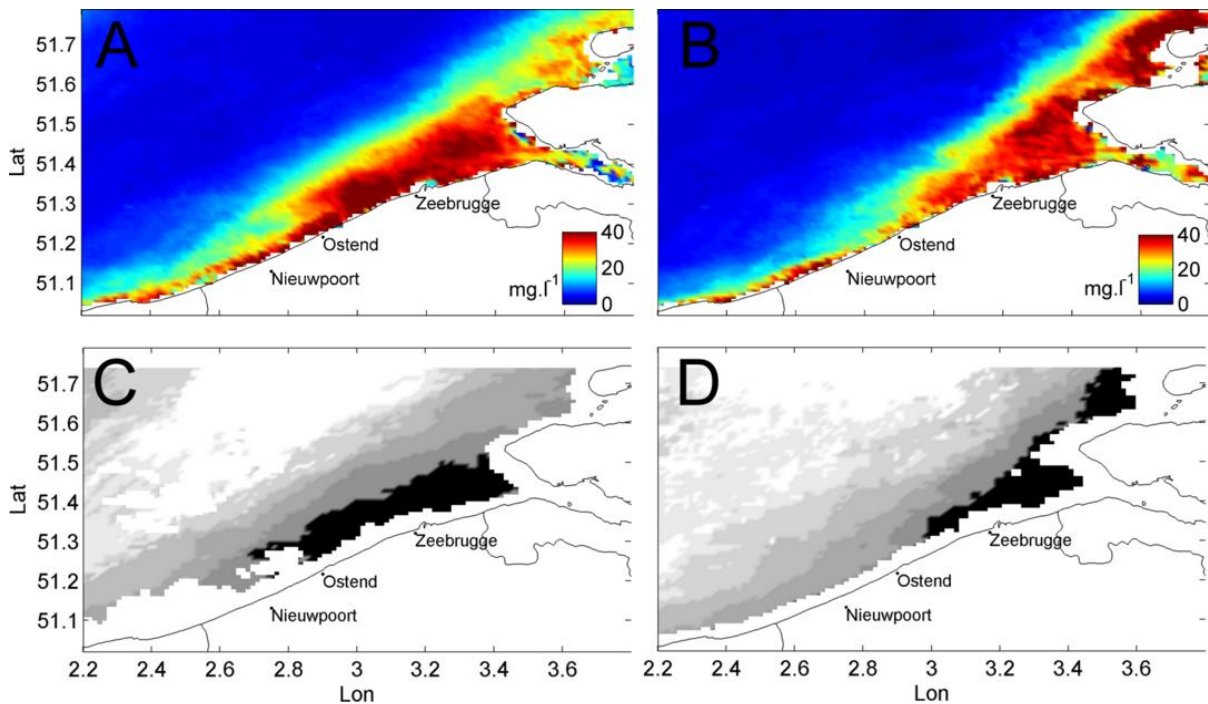 A
B
51.7
51.6
51.5
Lat
51.4
51.3
51.2
51.1
Zeebrugge
Ostend
Nieuwpoort
40
20
0
mg.l⁻¹
Zeebrugge
Ostend
Nieuwpoort
40
20
0
mg.l⁻¹
C
D
51.7
51.6
51.5
Lat
51.4
51.3
51.2
51.1
Zeebrugge
Ostend
Nieuwpoort
Zeebrugge
Ostend
Nieuwpoort
2.2 2.4 2.6 2.8 3 3.2 3.4 3.6
Lon
2.2 2.4 2.6 2.8 3 3.2 3.4 3.6
Lon